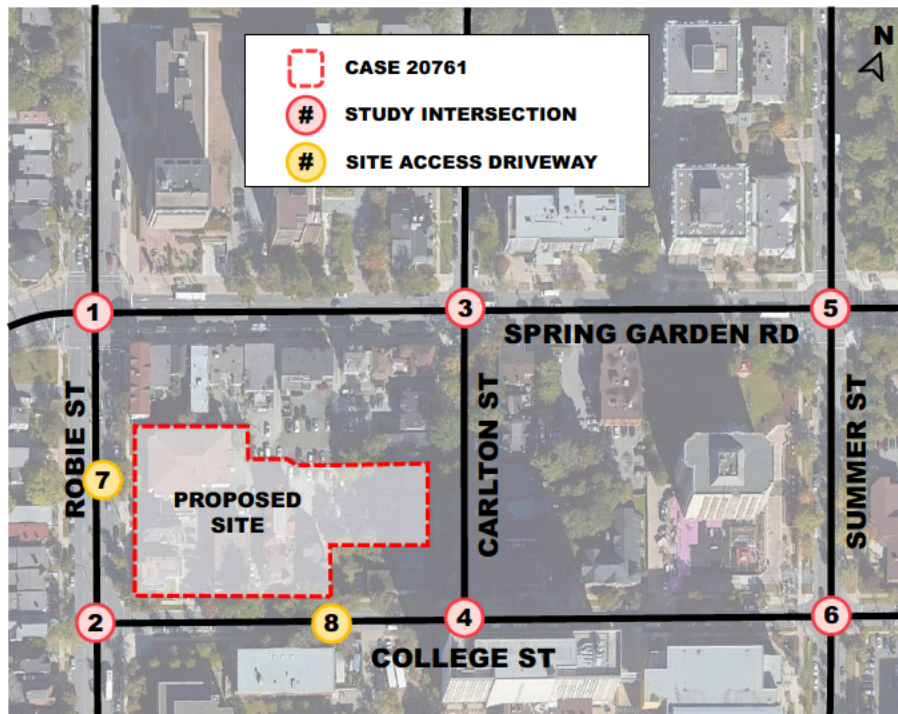 N
CASE 20761
# STUDY INTERSECTION
# SITE ACCESS DRIVEWAY
1
3
5
SPRING GARDEN RD
ROBIE ST
CARLTON ST
SUMMER ST
7
PROPOSED
SITE
2
8
4
6
COLLEGE ST